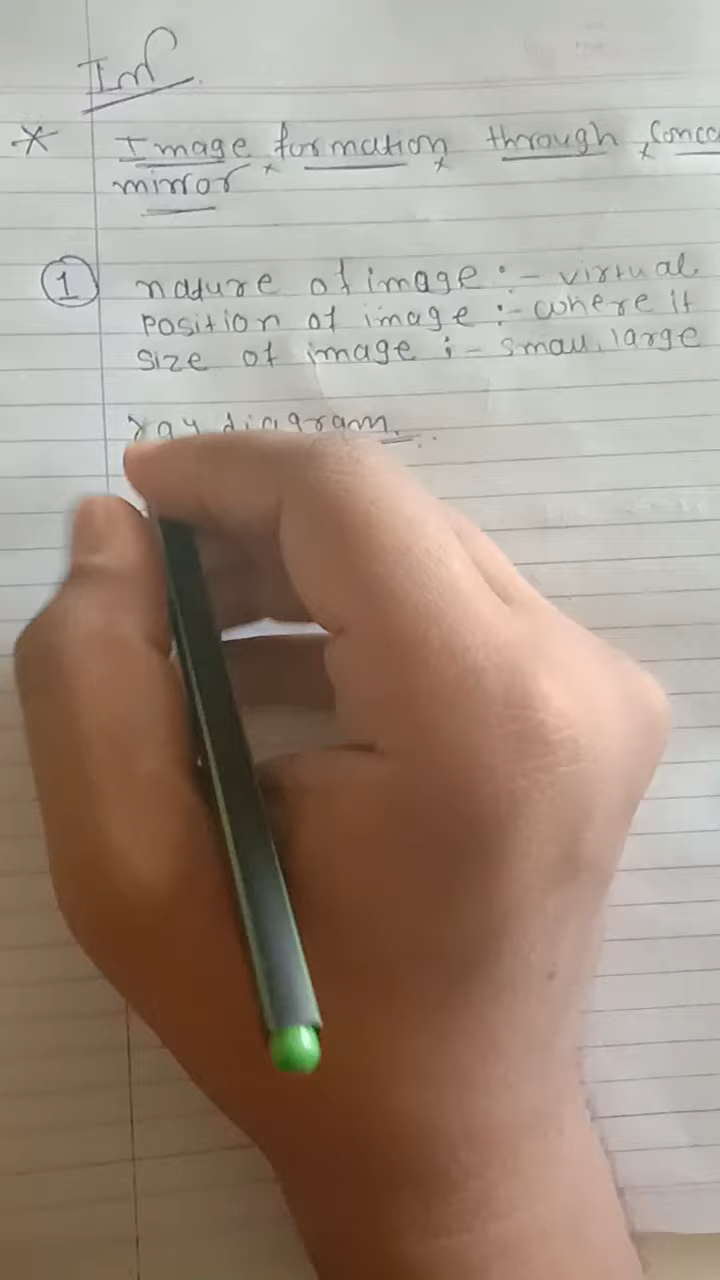 Imp
* Image formation through conca
mirror
1 nature of image :- virtual
position of image :- where it
size of image :- small, large
ray diagram.